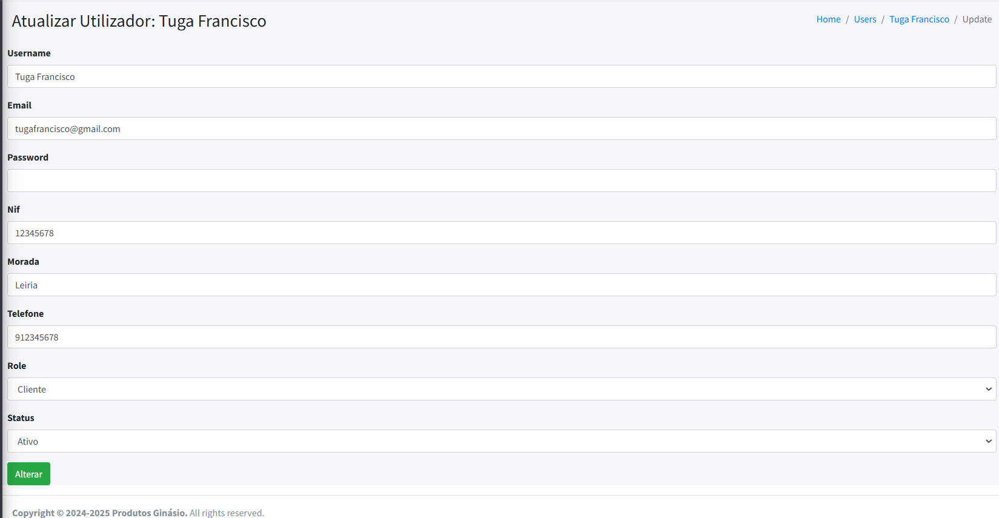 Atualizar Utilizador: Tuga Francisco
Home / Users / Tuga Francisco / Update
Username
Tuga Francisco
Email
tugafrancisco@gmail.com
Password
Nif
12345678
Morada
Leiria
Telefone
912345678
Role
Cliente
Status
Ativo
Alterar
Copyright © 2024-2025 Produtos Ginásio. All rights reserved.